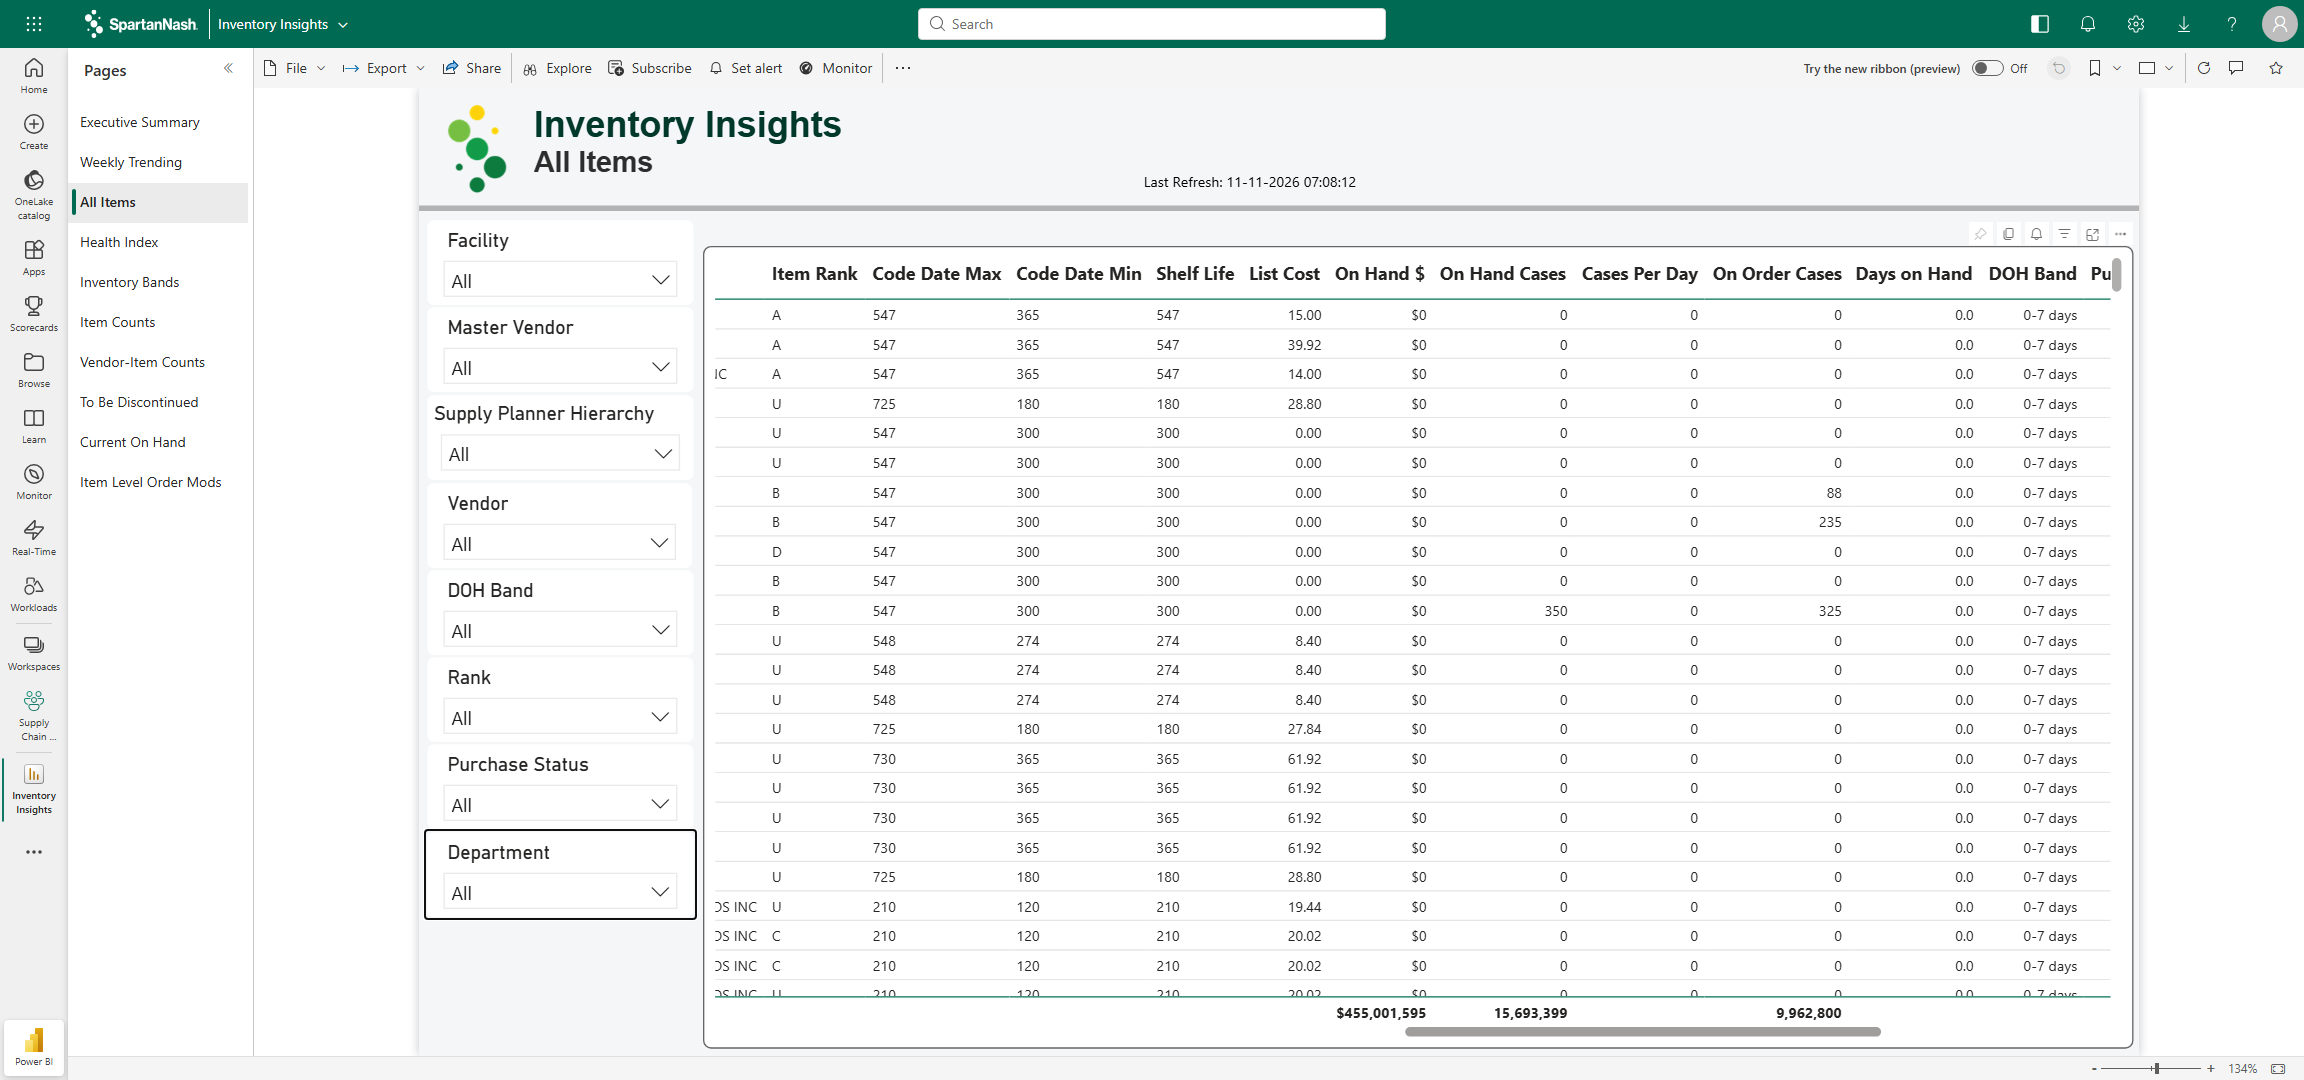 SpartanNash
Inventory Insights
Search
Home
Create
OneLake
catalog
Apps
Scorecards
Browse
Learn
Monitor
Real-Time
Workloads
Workspaces
Supply
Chain ...
Inventory
Insights
Power BI
Pages
Executive Summary
Weekly Trending
All Items
Health Index
Inventory Bands
Item Counts
Vendor-Item Counts
To Be Discontinued
Current On Hand
Item Level Order Mods
File Export Share Explore Subscribe Set alert Monitor ...
Try the new ribbon (preview) Off
Inventory Insights
All Items
Last Refresh: 11-11-2026 07:08:12
Facility
All
Master Vendor
All
Supply Planner Hierarchy
All
Vendor
All
DOH Band
All
Rank
All
Purchase Status
All
Department
All
Item Rank Code Date Max Code Date Min Shelf Life List Cost On Hand $ On Hand Cases Cases Per Day On Order Cases Days on Hand DOH Band Pu
A 547 365 547 15.00 $0 0 0 0 0.0 0-7 days
A 547 365 547 39.92 $0 0 0 0 0.0 0-7 days
NC A 547 365 547 14.00 $0 0 0 0 0.0 0-7 days
U 725 180 180 28.80 $0 0 0 0 0.0 0-7 days
U 547 300 300 0.00 $0 0 0 0 0.0 0-7 days
U 547 300 300 0.00 $0 0 0 0 0.0 0-7 days
B 547 300 300 0.00 $0 0 0 88 0.0 0-7 days
B 547 300 300 0.00 $0 0 0 235 0.0 0-7 days
D 547 300 300 0.00 $0 0 0 0 0.0 0-7 days
B 547 300 300 0.00 $0 0 0 0 0.0 0-7 days
B 547 300 300 0.00 $0 350 0 325 0.0 0-7 days
U 548 274 274 8.40 $0 0 0 0 0.0 0-7 days
U 548 274 274 8.40 $0 0 0 0 0.0 0-7 days
U 548 274 274 8.40 $0 0 0 0 0.0 0-7 days
U 725 180 180 27.84 $0 0 0 0 0.0 0-7 days
U 730 365 365 61.92 $0 0 0 0 0.0 0-7 days
U 730 365 365 61.92 $0 0 0 0 0.0 0-7 days
U 730 365 365 61.92 $0 0 0 0 0.0 0-7 days
U 730 365 365 61.92 $0 0 0 0 0.0 0-7 days
U 725 180 180 28.80 $0 0 0 0 0.0 0-7 days
DS INC U 210 120 210 19.44 $0 0 0 0 0.0 0-7 days
DS INC C 210 120 210 20.02 $0 0 0 0 0.0 0-7 days
DS INC C 210 120 210 20.02 $0 0 0 0 0.0 0-7 days
DS INC U 210 120 210 20.02 $0 0 0 0 0.0 0-7 days
$455,001,595 15,693,399 9,962,800
- + 134%